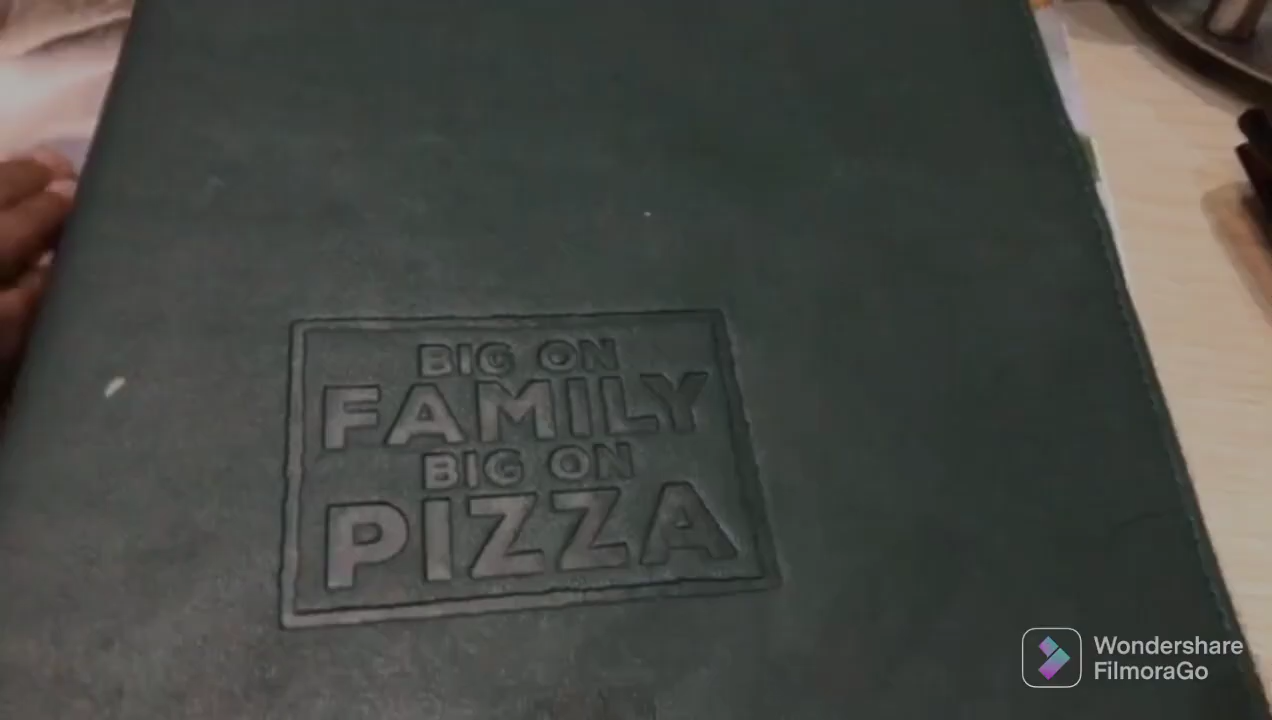 BIG ON
FAMILY
BIG ON
PIZZA
Wondershare
FilmoraGo